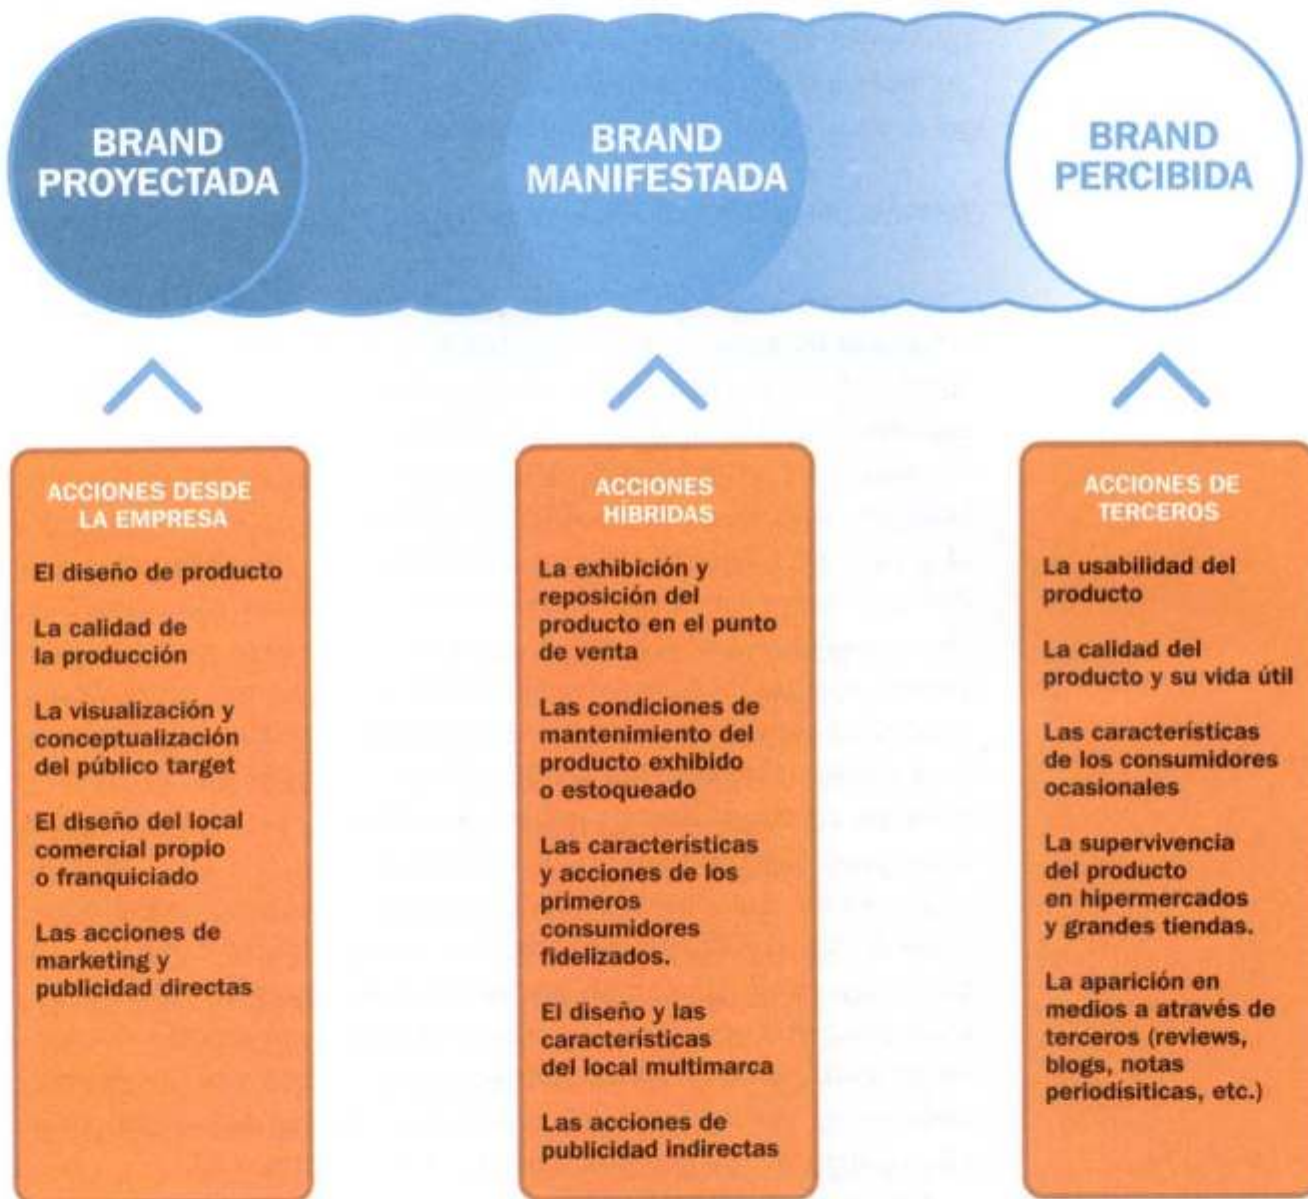 BRAND
PROYECTADA
BRAND
MANIFESTADA
BRAND
PERCIBIDA
ACCIONES DESDE
LA EMPRESA
El diseño de producto
La calidad de
la producción
La visualización y
conceptualización
del público target
El diseño del local
comercial propio
o franquiciado
Las acciones de
marketing y
publicidad directas
ACCIONES
HÍBRIDAS
La exhibición y
reposición del
producto en el punto
de venta
Las condiciones de
mantenimiento del
producto exhibido
o estoqueado
Las características
y acciones de los
primeros
consumidores
fidelizados.
El diseño y las
características
del local multimarca
Las acciones de
publicidad indirectas
ACCIONES DE
TERCEROS
La usabilidad del
producto
La calidad del
producto y su vida útil
Las características
de los consumidores
ocasionales
La supervivencia
del producto
en hipermercados
y grandes tiendas.
La aparición en
medios a através de
terceros (reviews,
blogs, notas
periodísiticas, etc.)